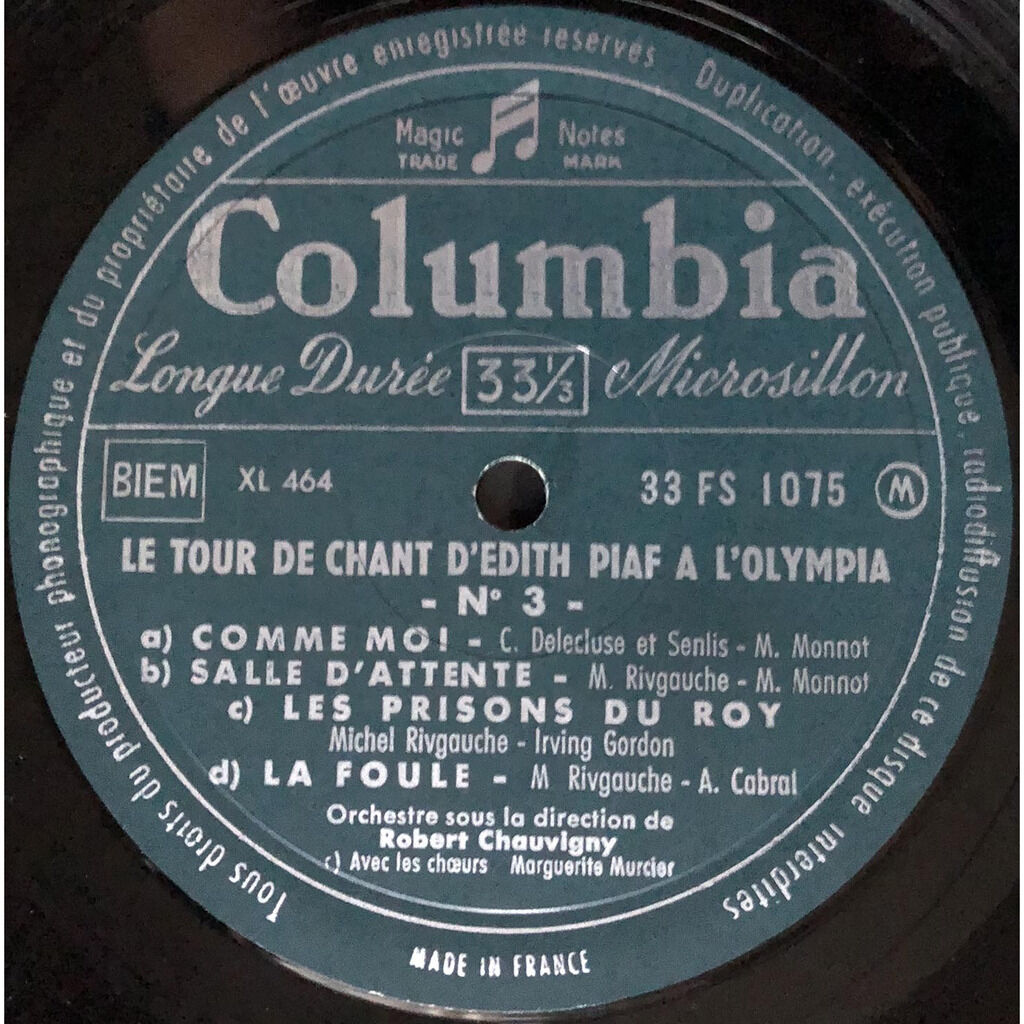 Tous droits du producteur phonographique et du propriétaire de l'œuvre enregistrée réservés Duplication, exécution publique, radiodiffusion de ce disque interdites
Magic Notes
TRADE MARK
Columbia
Longue Durée 33⅓ Microsillon
BIEM XL 464 33 FS 1075 M
LE TOUR DE CHANT D'EDITH PIAF A L'OLYMPIA
- N° 3 -
a) COMME MOI - C. Delecluse et Senlis - M. Monnot
b) SALLE D'ATTENTE - M. Rivgauche - M. Monnot
c) LES PRISONS DU ROY
Michel Rivgauche - Irving Gordon
d) LA FOULE - M Rivgauche - A. Cabral
Orchestre sous la direction de
Robert Chauvigny
c) Avec les chœurs Marguerite Murcier
MADE IN FRANCE